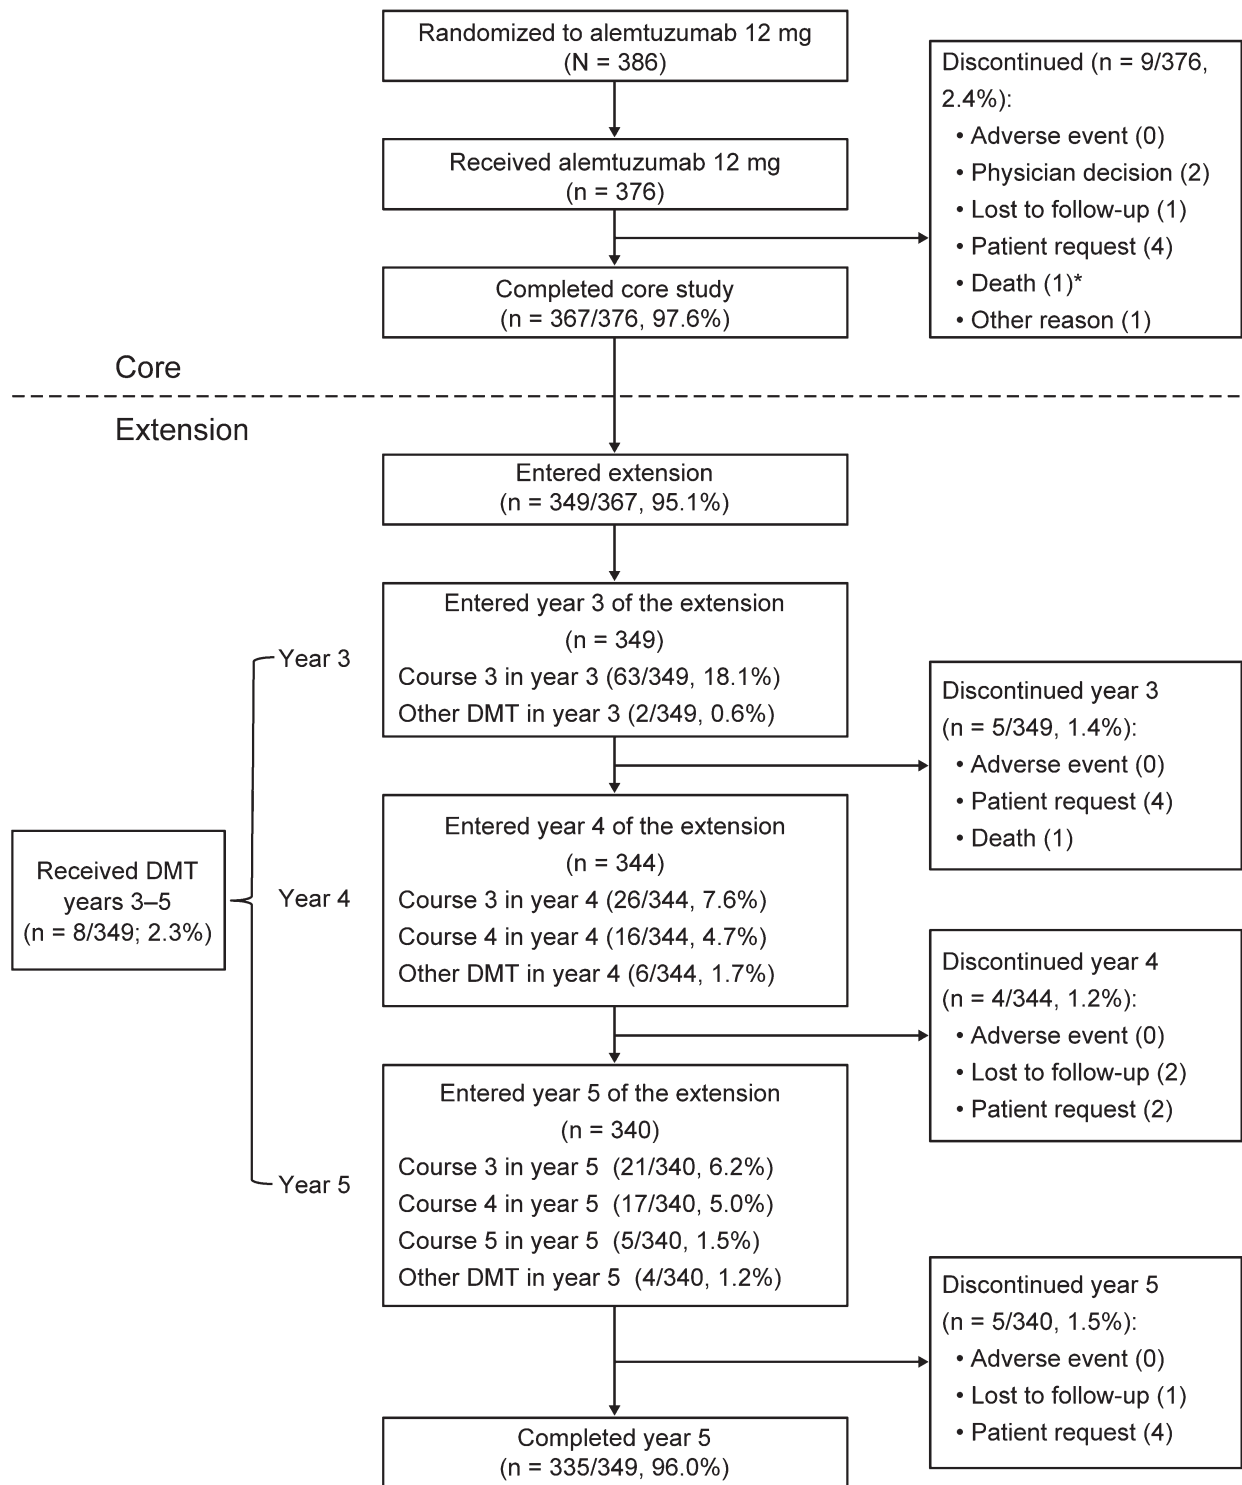 Randomized to alemtuzumab 12 mg
(N = 386)
Discontinued (n = 9/376,
2.4%):
• Adverse event (0)
• Physician decision (2)
• Lost to follow-up (1)
• Patient request (4)
• Death (1)*
• Other reason (1)
Received alemtuzumab 12 mg
(n = 376)
Completed core study
(n = 367/376, 97.6%)
Core
Extension
Entered extension
(n = 349/367, 95.1%)
Year 3
Entered year 3 of the extension
(n = 349)
Course 3 in year 3 (63/349, 18.1%)
Other DMT in year 3 (2/349, 0.6%)
Discontinued year 3
(n = 5/349, 1.4%):
• Adverse event (0)
• Patient request (4)
• Death (1)
Received DMT
years 3–5
(n = 8/349; 2.3%)
Year 4
Entered year 4 of the extension
(n = 344)
Course 3 in year 4 (26/344, 7.6%)
Course 4 in year 4 (16/344, 4.7%)
Other DMT in year 4 (6/344, 1.7%)
Discontinued year 4
(n = 4/344, 1.2%):
• Adverse event (0)
• Lost to follow-up (2)
• Patient request (2)
Year 5
Entered year 5 of the extension
(n = 340)
Course 3 in year 5 (21/340, 6.2%)
Course 4 in year 5 (17/340, 5.0%)
Course 5 in year 5 (5/340, 1.5%)
Other DMT in year 5 (4/340, 1.2%)
Discontinued year 5
(n = 5/340, 1.5%):
• Adverse event (0)
• Lost to follow-up (1)
• Patient request (4)
Completed year 5
(n = 335/349, 96.0%)